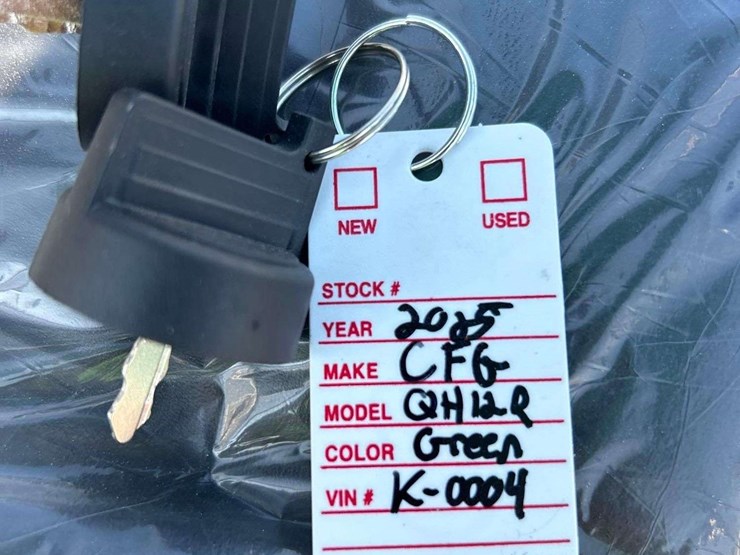 NEW USED
STOCK #
YEAR 2025
MAKE CFG
MODEL QH12R
COLOR Green
VIN # K-0004